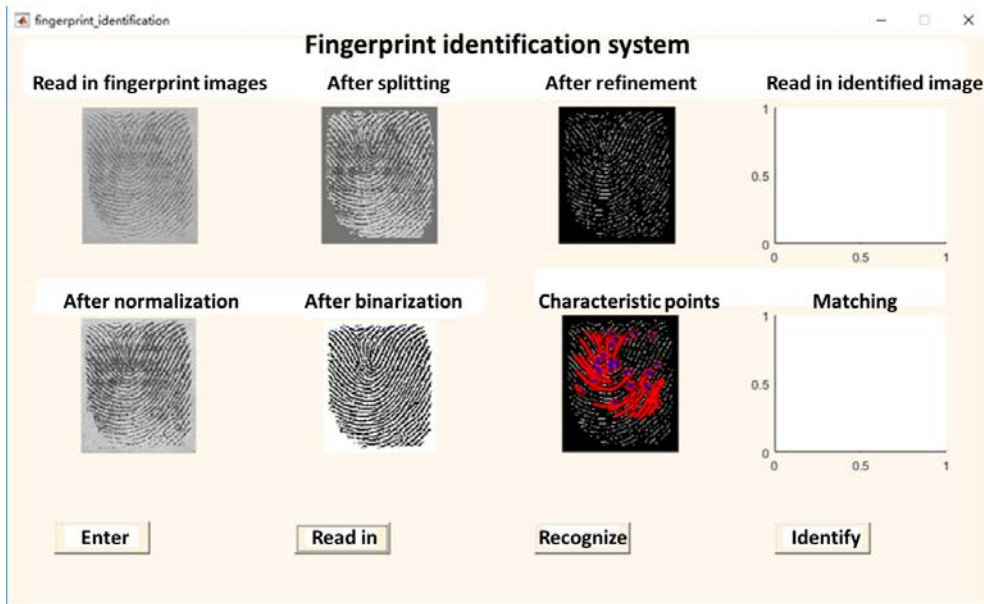 fingerprint_identification
Fingerprint identification system
Read in fingerprint images After splitting After refinement Read in identified image
1
0.5
0
0 0.5 1
After normalization After binarization Characteristic points Matching
1
0.5
0
0 0.5 1
Enter Read in Recognize Identify